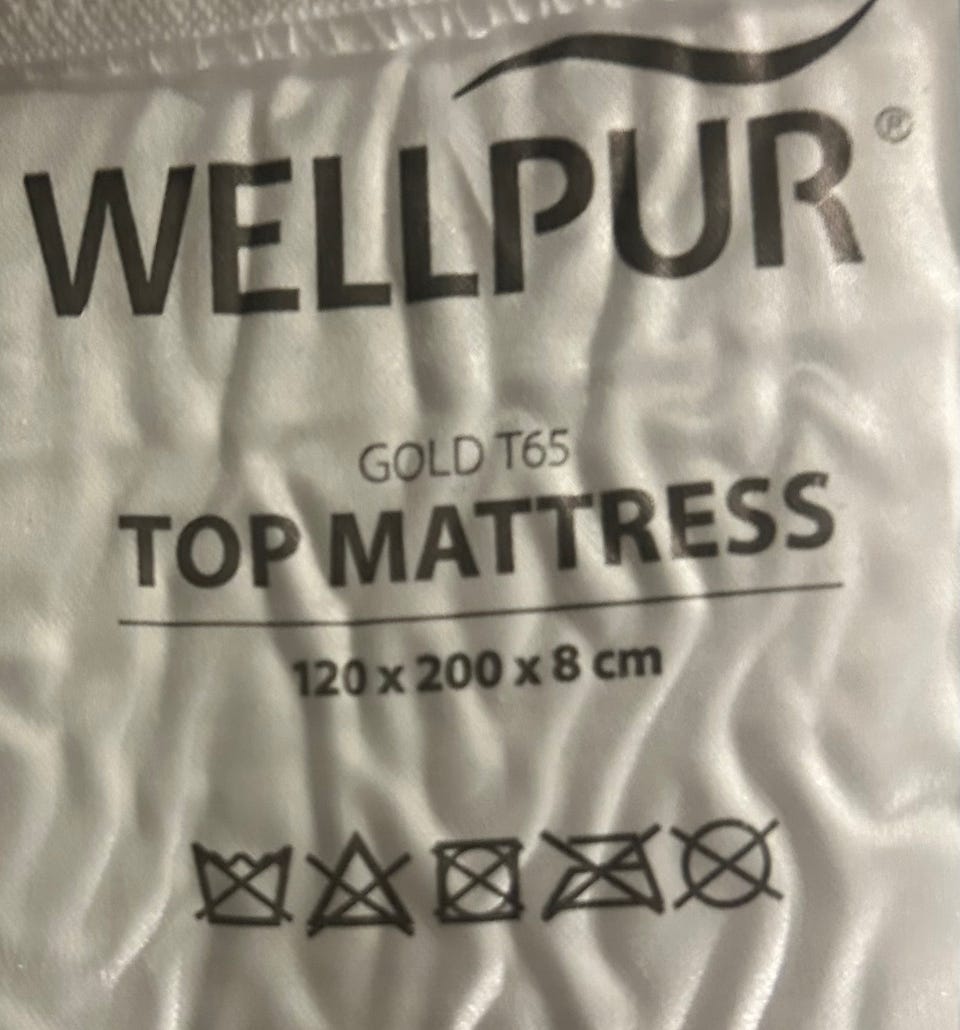 WELLPUR®
GOLD T65
TOP MATTRESS
120 x 200 x 8 cm